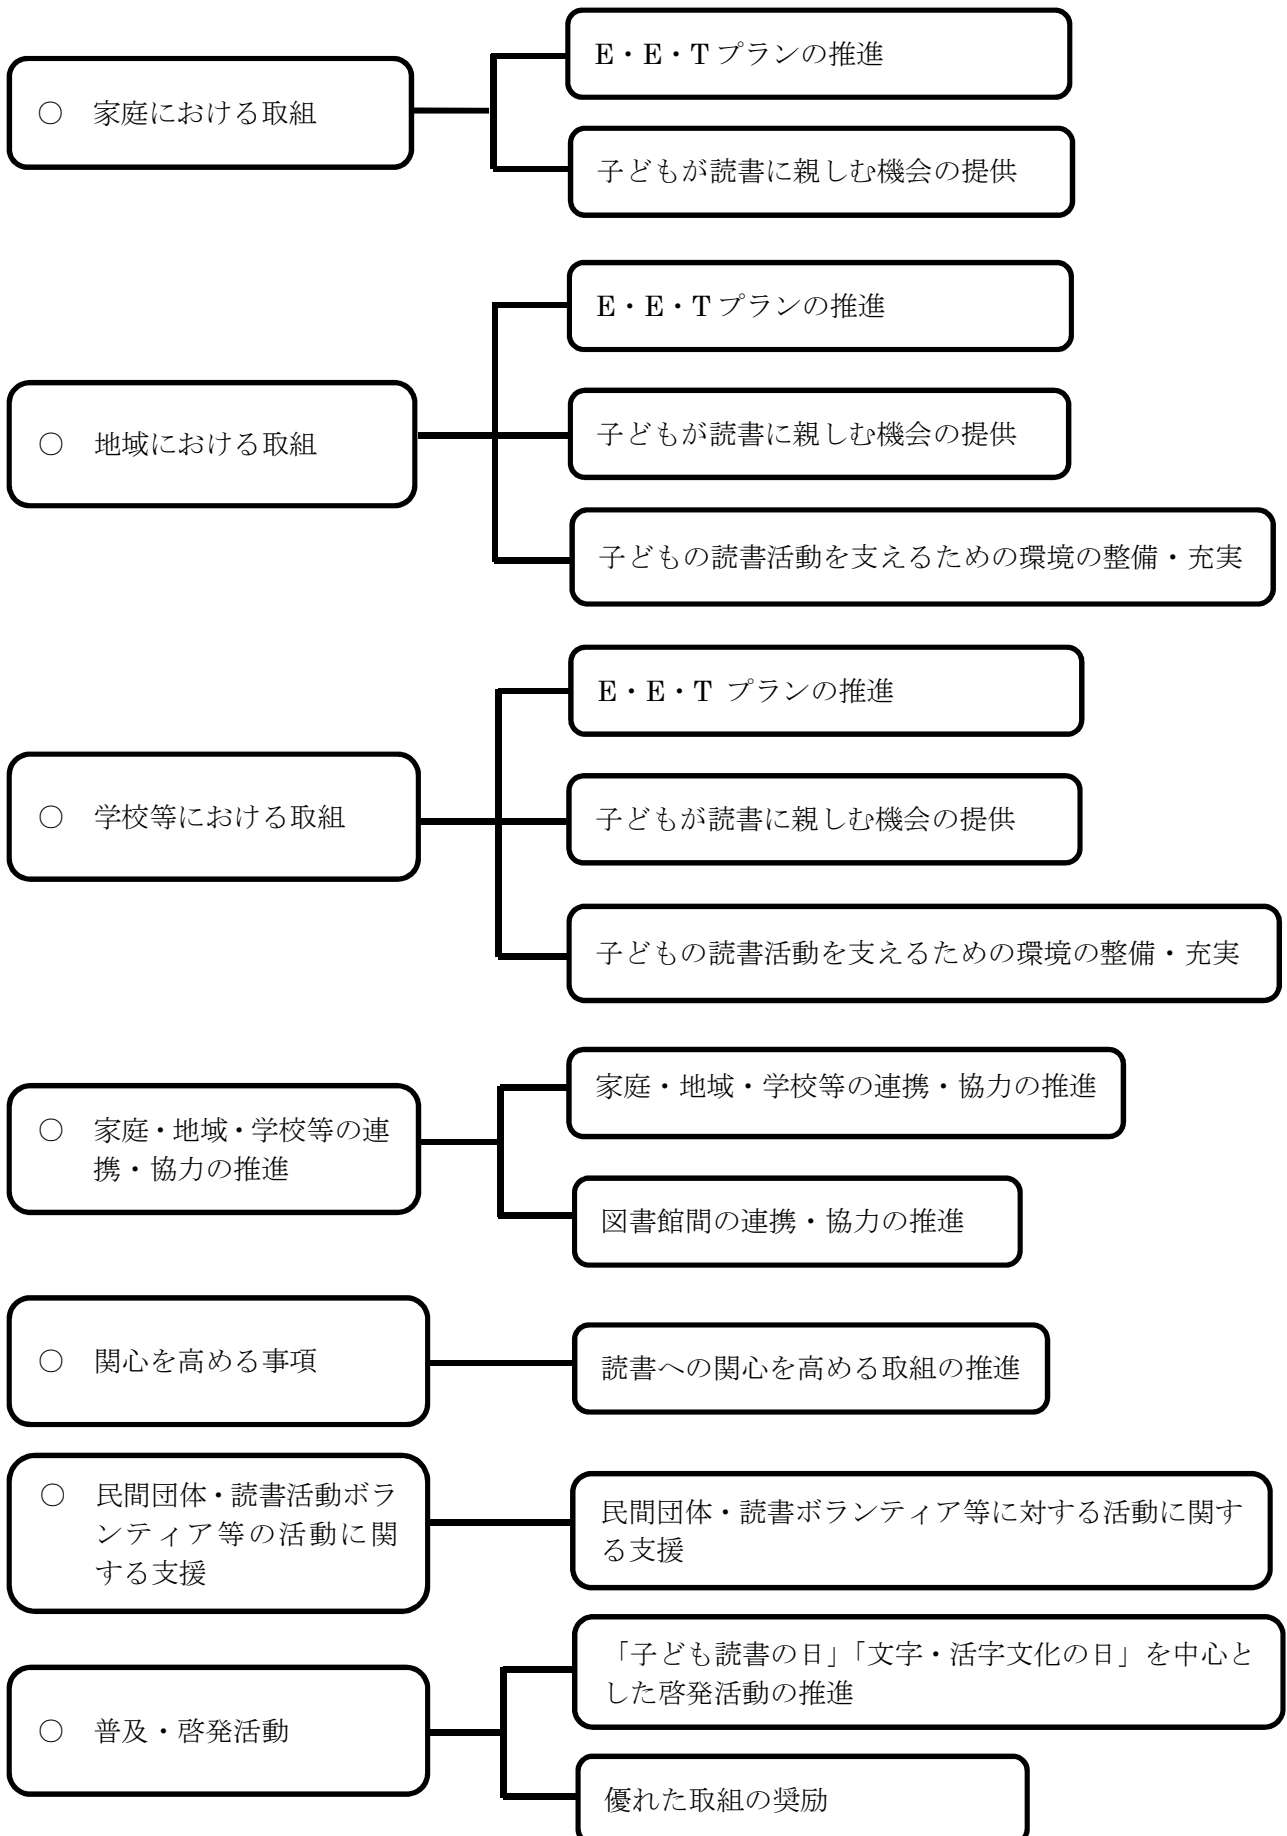 ○ 家庭における取組
E・E・Tプランの推進
子どもが読書に親しむ機会の提供
○ 地域における取組
E・E・Tプランの推進
子どもが読書に親しむ機会の提供
子どもの読書活動を支えるための環境の整備・充実
○ 学校等における取組
E・E・T プランの推進
子どもが読書に親しむ機会の提供
子どもの読書活動を支えるための環境の整備・充実
○ 家庭・地域・学校等の連
携・協力の推進
家庭・地域・学校等の連携・協力の推進
図書館間の連携・協力の推進
○ 関心を高める事項
読書への関心を高める取組の推進
○ 民間団体・読書活動ボラ
ンティア等の活動に関
する支援
民間団体・読書ボランティア等に対する活動に関す
る支援
○ 普及・啓発活動
「子ども読書の日」「文字・活字文化の日」を中心と
した啓発活動の推進
優れた取組の奨励